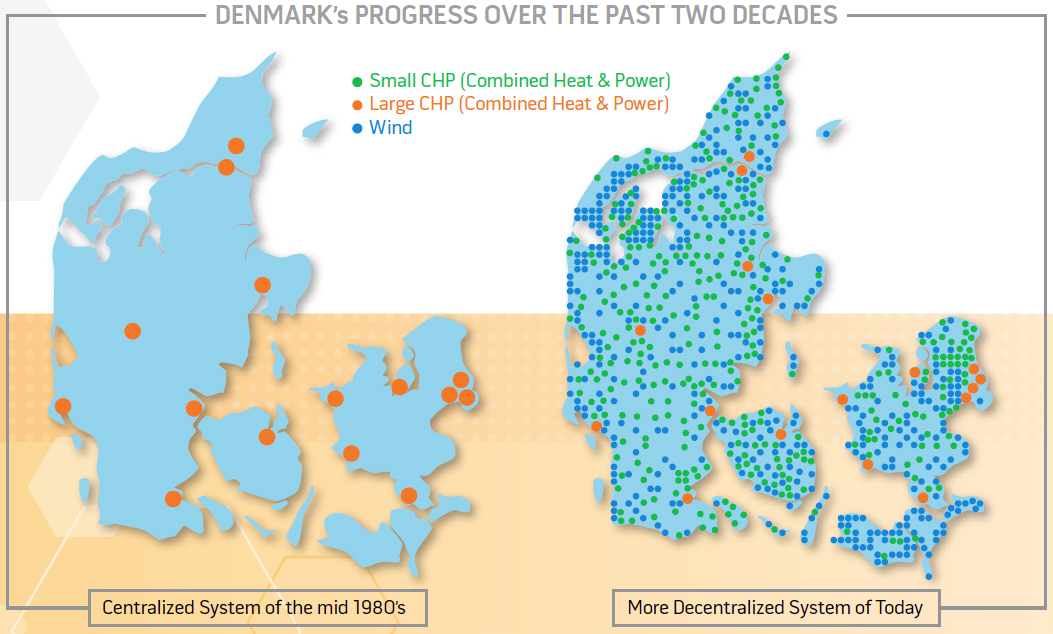 DENMARK's PROGRESS OVER THE PAST TWO DECADES
Small CHP (Combined Heat & Power)
Large CHP (Combined Heat & Power)
Wind
Centralized System of the mid 1980's
More Decentralized System of Today